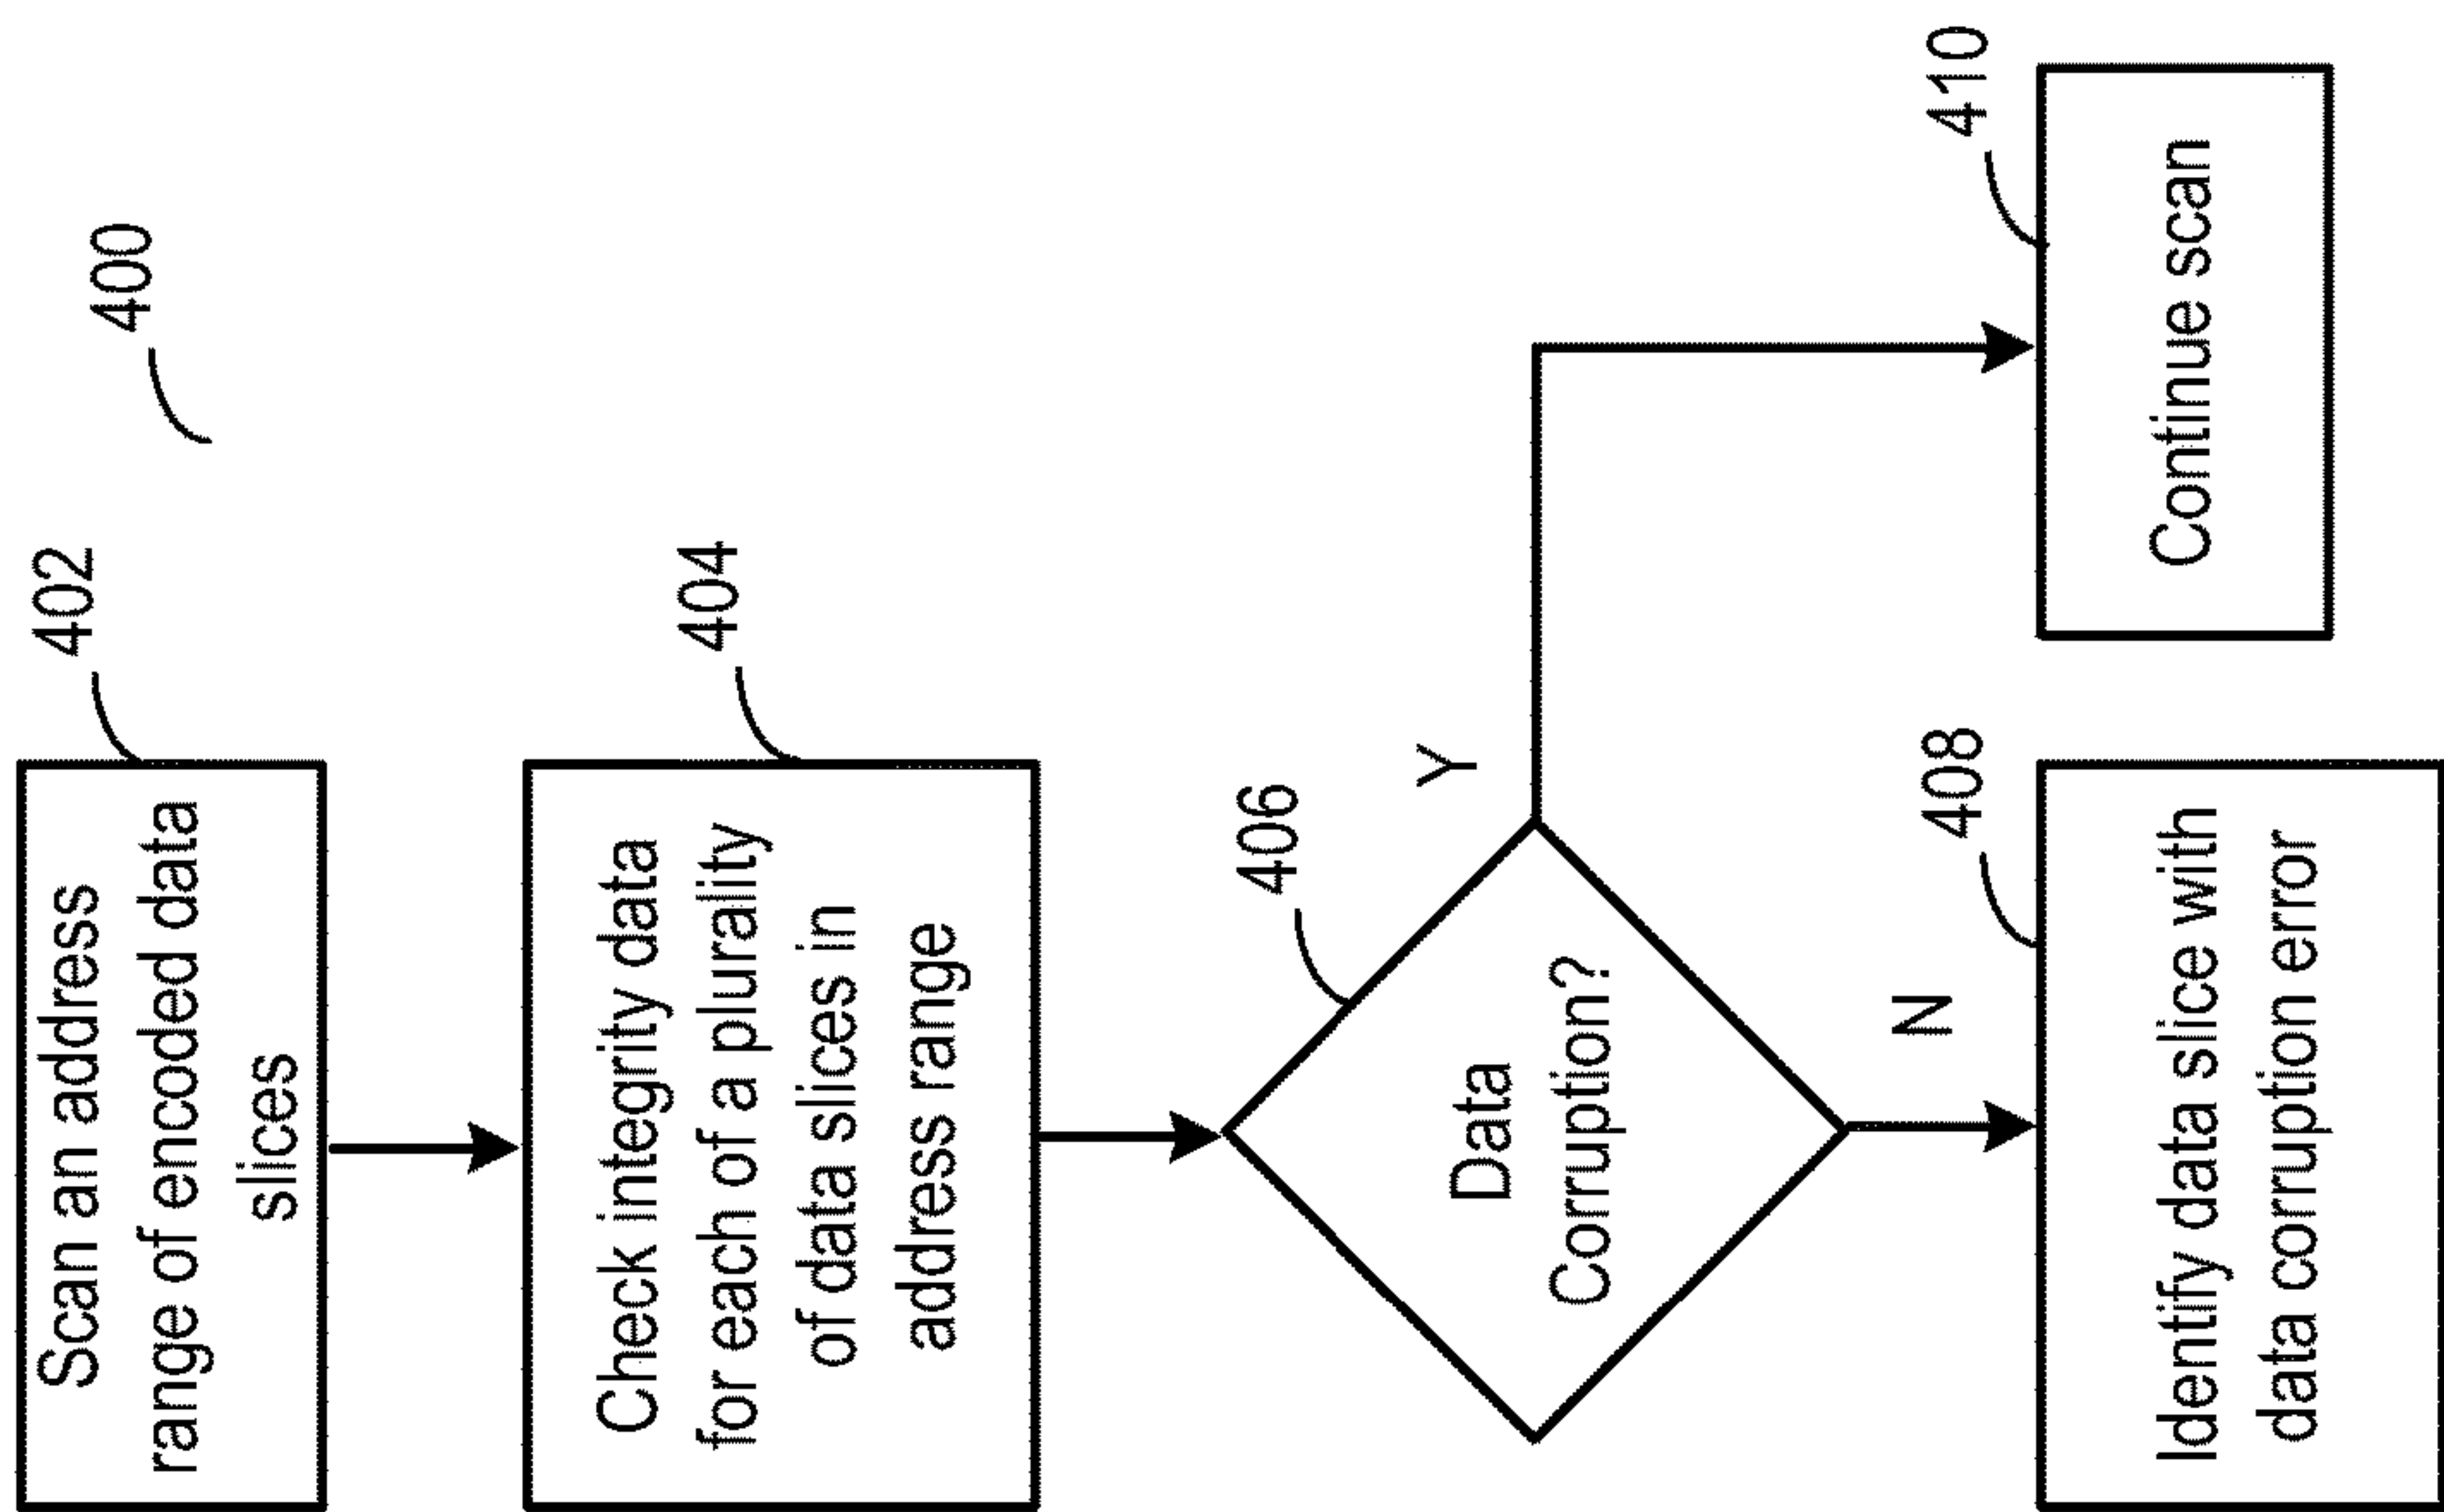 400
402
Scan an address
range of encoded data
slices
404
Check integrity data
for each of a plurality
of data slices in
address range
406
Data
Corruption?
Y
N
408
Identify data slice with
data corruption error
410
Continue scan